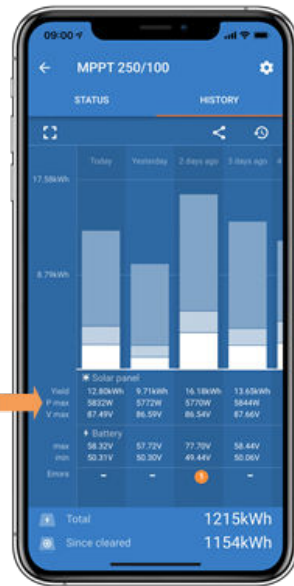 09:00
MPPT 250/100
STATUS HISTORY
Today Yesterday 2 days ago 3 days ago 4
17.58kWh
8.79kWh
Solar panel
Yield 12.80kWh 9.71kWh 16.18kWh 13.65kWh
P max 5832W 5772W 5770W 5844W
V max 87.49V 86.59V 86.54V 87.66V
Battery
max 58.32V 57.72V 77.70V 58.44V
min 50.31V 50.30V 49.44V 50.06V
Errors - - 1 -
Total 1215kWh
Since cleared 1154kWh